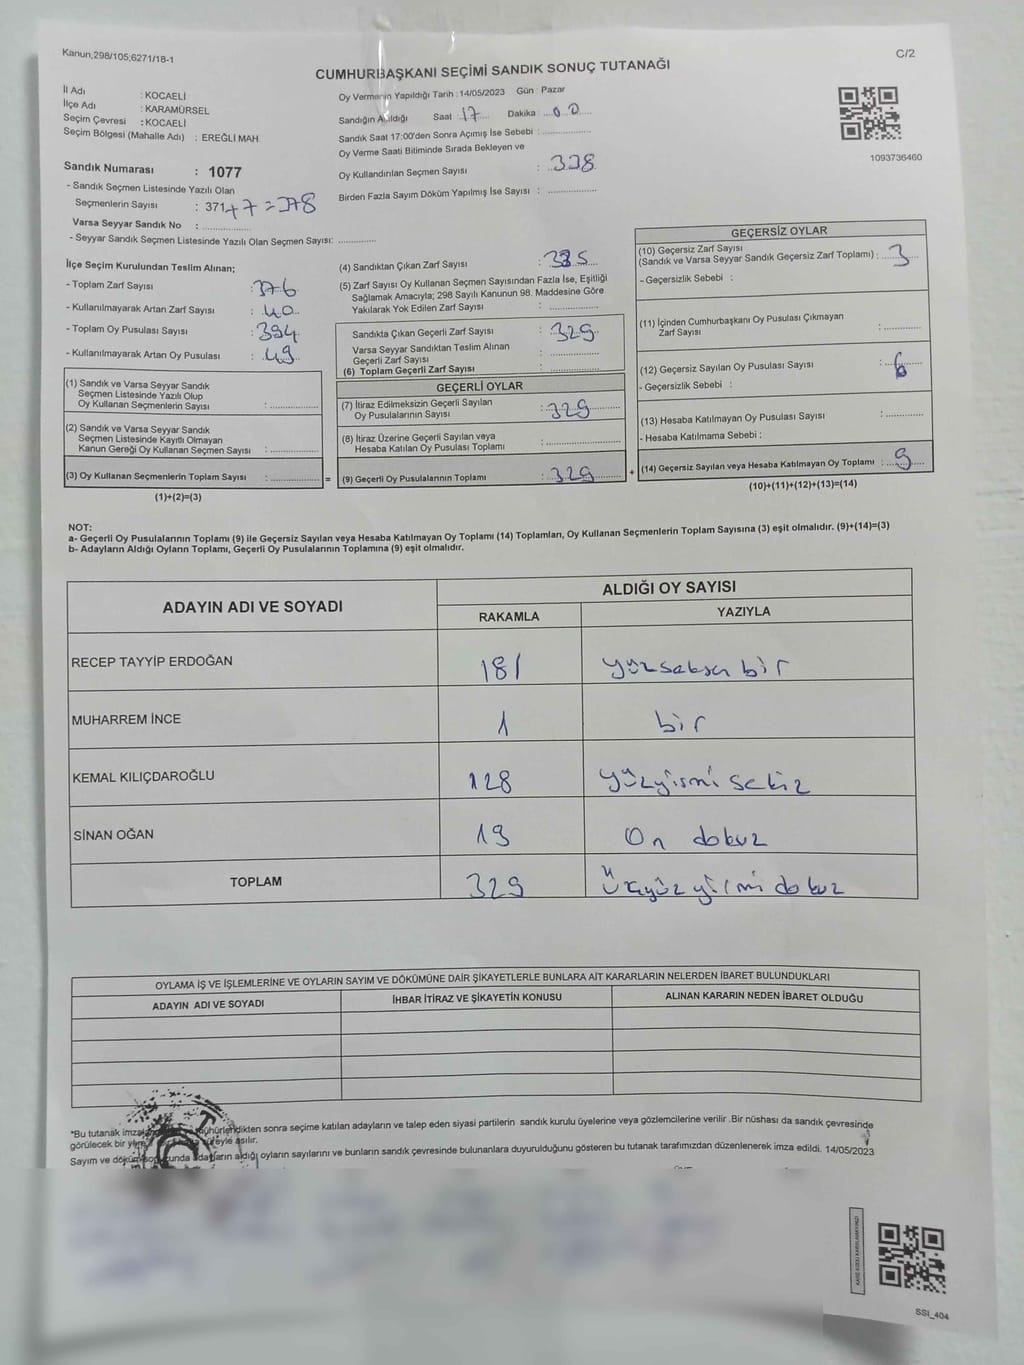 Kanun;298/105;6271/18-1
C/2
CUMHURBAŞKANI SEÇİMİ SANDIK SONUÇ TUTANAĞI
İl Adı : KOCAELİ
İlçe Adı : KARAMÜRSEL
Seçim Çevresi : KOCAELİ
Seçim Bölgesi (Mahalle Adı) : EREĞLİ MAH.
Oy Vermenin Yapıldığı Tarih : 14/05/2023 Gün : Pazar
Sandığın Açıldığı Saat : 17 Dakika : 00
Sandık Saat 17:00'den Sonra Açımış İse Sebebi :
Oy Verme Saati Bitiminde Sırada Bekleyen ve
Oy Kullandırılan Seçmen Sayısı : 338
Birden Fazla Sayım Döküm Yapılmış İse Sayısı :
1093736460
Sandık Numarası : 1077
- Sandık Seçmen Listesinde Yazılı Olan
Seçmenlerin Sayısı : 371+7=378
Varsa Seyyar Sandık No :
- Seyyar Sandık Seçmen Listesinde Yazılı Olan Seçmen Sayısı:
İlçe Seçim Kurulundan Teslim Alınan;
- Toplam Zarf Sayısı : 376
- Kullanılmayarak Artan Zarf Sayısı : 40
- Toplam Oy Pusulası Sayısı : 394
- Kullanılmayarak Artan Oy Pusulası : 49
(1) Sandık ve Varsa Seyyar Sandık
Seçmen Listesinde Yazılı Olup
Oy Kullanan Seçmenlerin Sayısı :
(2) Sandık ve Varsa Seyyar Sandık
Seçmen Listesinde Kayıtlı Olmayan
Kanun Gereği Oy Kullanan Seçmen Sayısı :
(3) Oy Kullanan Seçmenlerin Toplam Sayısı : =
(1)+(2)=(3)
(4) Sandıktan Çıkan Zarf Sayısı : 335
(5) Zarf Sayısı Oy Kullanan Seçmen Sayısından Fazla İse, Eşitliği
Sağlamak Amacıyla; 298 Sayılı Kanunun 98. Maddesine Göre
Yakılarak Yok Edilen Zarf Sayısı :
Sandıkta Çıkan Geçerli Zarf Sayısı : 329
Varsa Seyyar Sandıktan Teslim Alınan
Geçerli Zarf Sayısı :
(6) Toplam Geçerli Zarf Sayısı :
GEÇERLİ OYLAR
(7) İtiraz Edilmeksizin Geçerli Sayılan
Oy Pusulalarının Sayısı : 329
(8) İtiraz Üzerine Geçerli Sayılan veya
Hesaba Katılan Oy Pusulası Toplamı :
(9) Geçerli Oy Pusulalarının Toplamı : 329 +
GEÇERSİZ OYLAR
(10) Geçersiz Zarf Sayısı
(Sandık ve Varsa Seyyar Sandık Geçersiz Zarf Toplamı) : 3
- Geçersizlik Sebebi :
(11) İçinden Cumhurbaşkanı Oy Pusulası Çıkmayan
Zarf Sayısı :
(12) Geçersiz Sayılan Oy Pusulası Sayısı : 6
- Geçersizlik Sebebi :
(13) Hesaba Katılmayan Oy Pusulası Sayısı :
- Hesaba Katılmama Sebebi :
(14) Geçersiz Sayılan veya Hesaba Katılmayan Oy Toplamı : 9
(10)+(11)+(12)+(13)=(14)
NOT:
a- Geçerli Oy Pusulalarının Toplamı (9) ile Geçersiz Sayılan veya Hesaba Katılmayan Oy Toplamı (14) Toplamları, Oy Kullanan Seçmenlerin Toplam Sayısına (3) eşit olmalıdır. (9)+(14)=(3)
b- Adayların Aldığı Oyların Toplamı, Geçerli Oy Pusulalarının Toplamına (9) eşit olmalıdır.
ADAYIN ADI VE SOYADI
ALDIĞI OY SAYISI
RAKAMLA YAZIYLA
RECEP TAYYİP ERDOĞAN 181 yüzseksen bir
MUHARREM İNCE 1 bir
KEMAL KILIÇDAROĞLU 128 yüzyirmi sekiz
SİNAN OĞAN 19 On dokuz
TOPLAM 329 Üçyüz yirmi dokuz
OYLAMA İŞ VE İŞLEMLERİNE VE OYLARIN SAYIM VE DÖKÜMÜNE DAİR ŞİKAYETLERLE BUNLARA AİT KARARLARIN NELERDEN İBARET BULUNDUKLARI
ADAYIN ADI VE SOYADI İHBAR İTİRAZ VE ŞİKAYETİN KONUSU ALINAN KARARIN NEDEN İBARET OLDUĞU
*Bu tutanak mühürlendikten sonra seçime katılan adayların ve talep eden siyasi partilerin sandık kurulu üyelerine veya gözlemcilerine verilir .Bir nüshası da sandık çevresinde
görülecek bir yere süreyle asılır.
Sayım ve döküm sonucunda adayların aldığı oyların sayılarını ve bunların sandık çevresinde bulunanlara duyurulduğunu gösteren bu tutanak tarafımızdan düzenlenerek imza edildi. 14/05/2023
SSİ_404